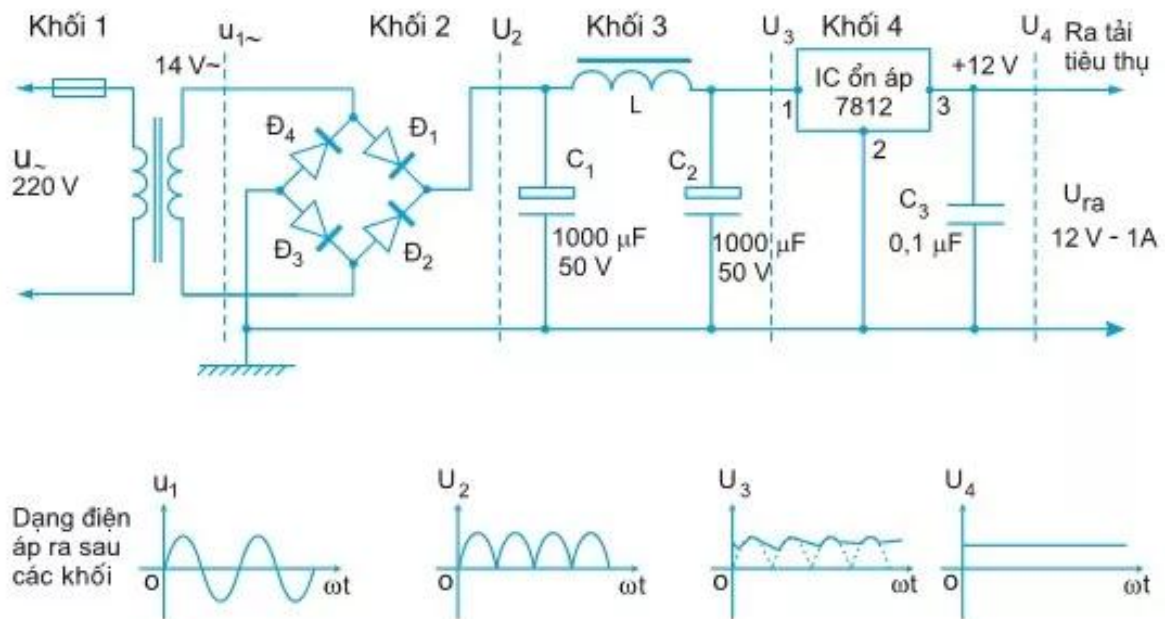 Khối 1
u₁~
Khối 2
U₂
Khối 3
U₃
Khối 4
U₄
Ra tải
tiêu thụ
14 V~
+12 V
IC ổn áp
7812
1
3
2
L
Đ₄
Đ₁
Đ₃
Đ₂
u~
220 V
C₁
1000 μF
50 V
C₂
1000 μF
50 V
C₃
0,1 μF
Uᵣₐ
12 V - 1A
Dạng điện
áp ra sau
các khối
u₁
o
ωt
U₂
o
ωt
U₃
o
ωt
U₄
o
ωt